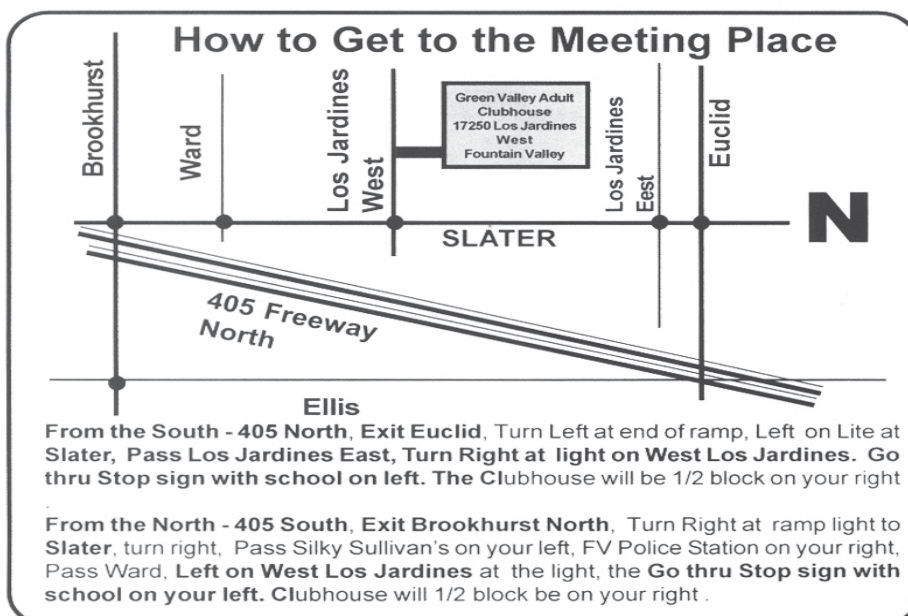 How to Get to the Meeting Place
Brookhurst
Ward
Los Jardines
West
Green Valley Adult
Clubhouse
17250 Los Jardines
West
Fountain Valley
Los Jardines
Eest
Euclid
N
SLATER
405 Freeway
North
Ellis
From the South - 405 North, Exit Euclid, Turn Left at end of ramp, Left on Lite at
Slater, Pass Los Jardines East, Turn Right at light on West Los Jardines. Go
thru Stop sign with school on left. The Clubhouse will be 1/2 block on your right
.
From the North - 405 South, Exit Brookhurst North, Turn Right at ramp light to
Slater, turn right, Pass Silky Sullivan's on your left, FV Police Station on your right,
Pass Ward, Left on West Los Jardines at the light, the Go thru Stop sign with
school on your left. Clubhouse will 1/2 block be on your right .